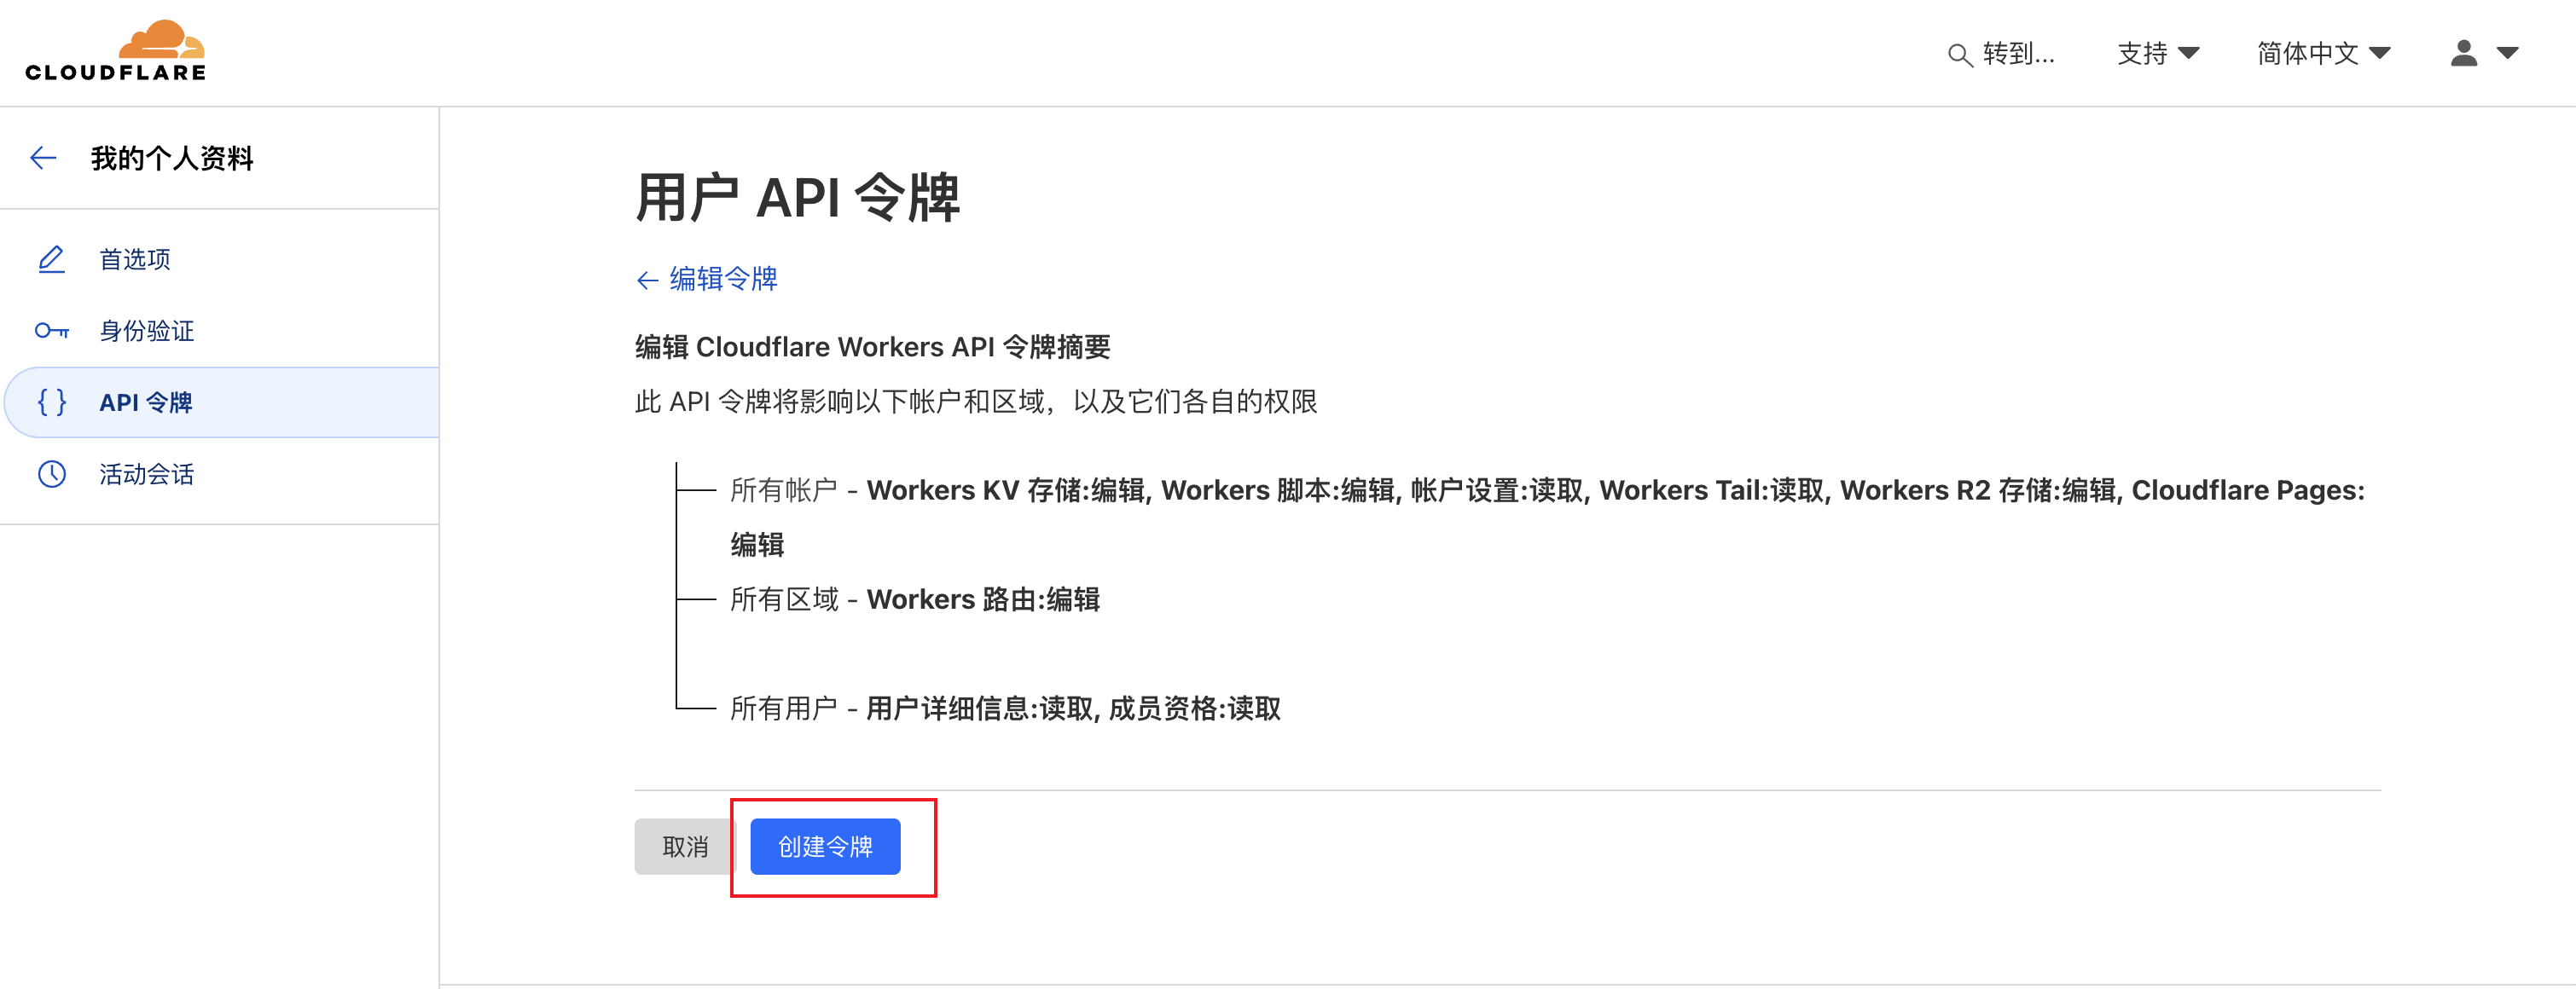 CLOUDFLARE
转到...
支持
简体中文
我的个人资料
首选项
身份验证
API 令牌
活动会话
用户 API 令牌
← 编辑令牌
编辑 Cloudflare Workers API 令牌摘要
此 API 令牌将影响以下帐户和区域，以及它们各自的权限
所有帐户 - Workers KV 存储:编辑, Workers 脚本:编辑, 帐户设置:读取, Workers Tail:读取, Workers R2 存储:编辑, Cloudflare Pages:
编辑
所有区域 - Workers 路由:编辑
所有用户 - 用户详细信息:读取, 成员资格:读取
取消
创建令牌